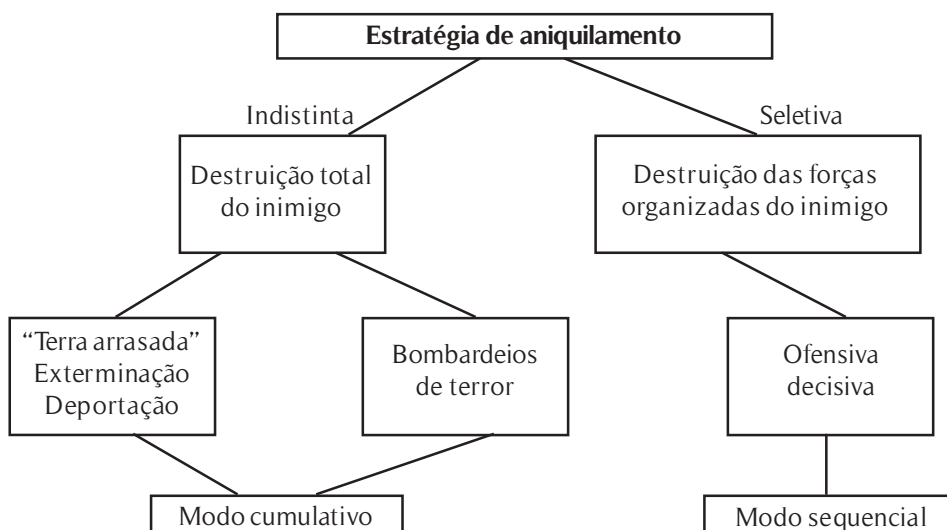 Estratégia de aniquilamento
Indistinta
Seletiva
Destruição total
do inimigo
Destruição das forças
organizadas do inimigo
“Terra arrasada”
Exterminação
Deportação
Bombardeios
de terror
Ofensiva
decisiva
Modo cumulativo
Modo sequencial